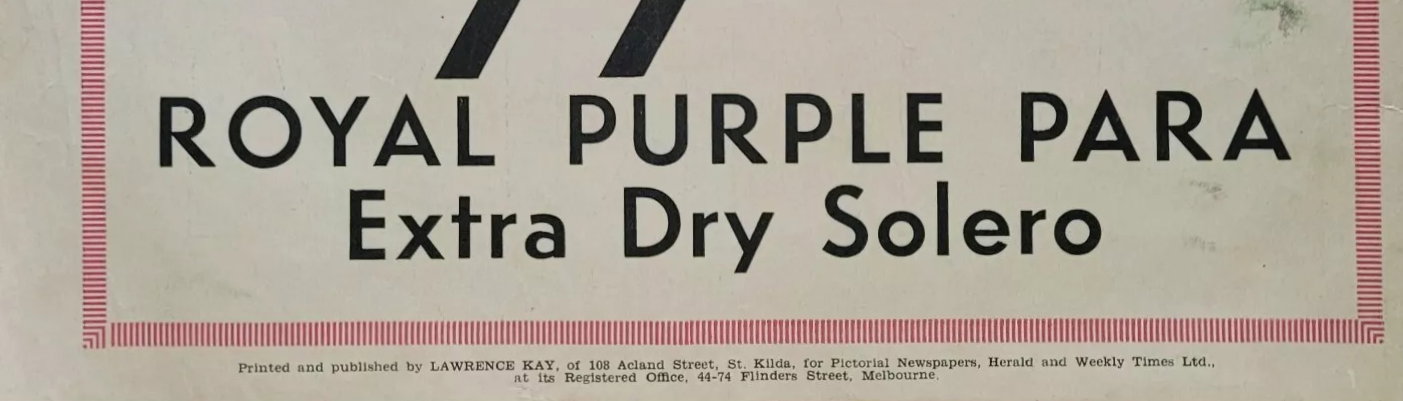 ROYAL PURPLE PARA
Extra Dry Solero
Printed and published by LAWRENCE KAY, of 108 Acland Street, St. Kilda, for Pictorial Newspapers, Herald and Weekly Times Ltd.,
at its Registered Office, 44-74 Flinders Street, Melbourne.